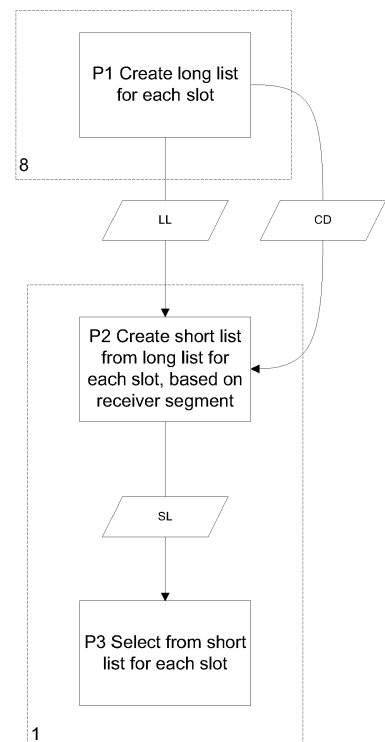 P1 Create long list
for each slot
8
LL
CD
P2 Create short list
from long list for
each slot, based on
receiver segment
SL
P3 Select from short
list for each slot
1